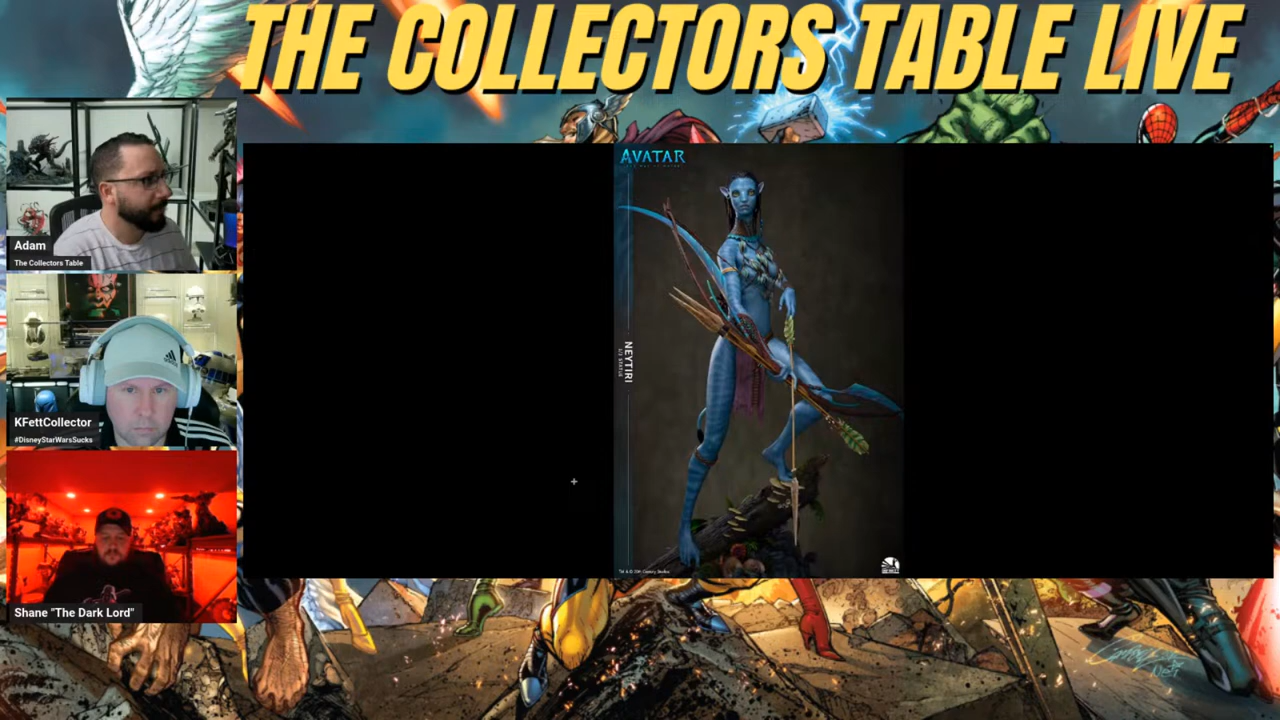 THE COLLECTORS TABLE LIVE
AVATAR
NEYTIRI
Adam
The Collectors Table
KFettCollector
#DisneyStarWarsSucks
Shane "The Dark Lord"